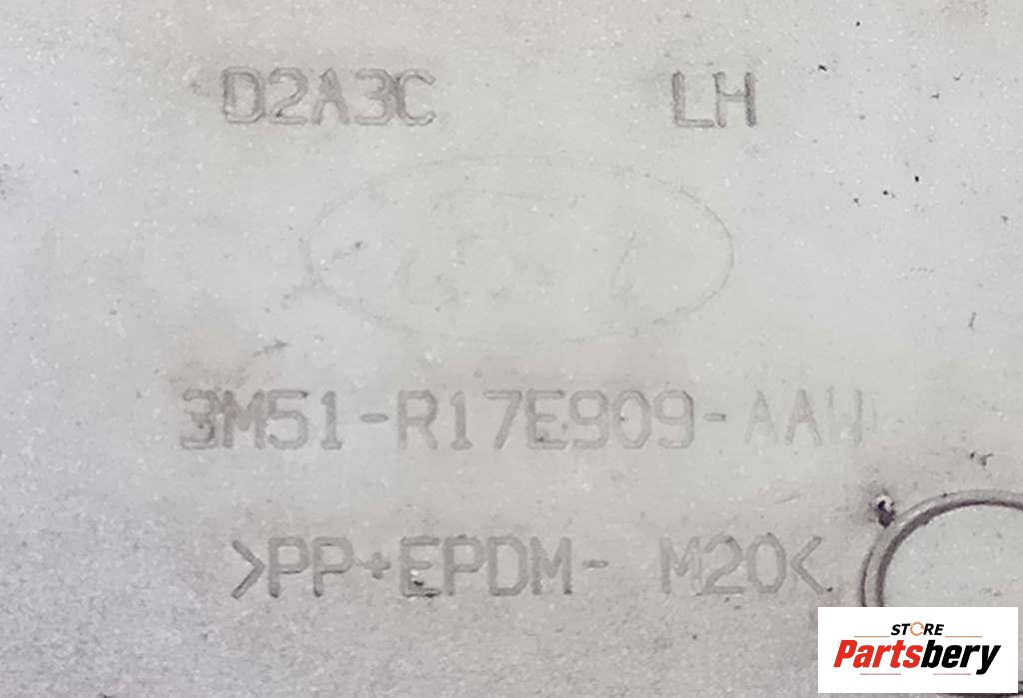 D2A3C LH
3M51-R17E909-AAW
>PP+EPDM- M20<
STORE
Partsbery